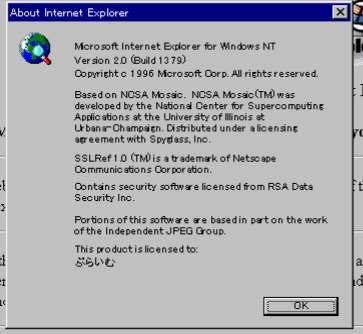 About Internet Explorer
Microsoft Internet Explorer for Windows NT
Version 2.0 (Build 1379)
Copyright c 1996 Microsoft Corp. All rights reserved.
Based on NCSA Mosaic. NCSA Mosaic(TM) was
developed by the National Center for Supercomputing
Applications at the University of Illinois at
Urbana-Champaign. Distributed under a licensing
agreement with Spyglass, Inc.
SSLRef 1.0 (TM) is a trademark of Netscape
Communications Corporation.
Contains security software licensed from RSA Data
Security Inc.
Portions of this software are based in part on the work
of the Independent JPEG Group.
This product is licensed to:
ぷらいむ
OK